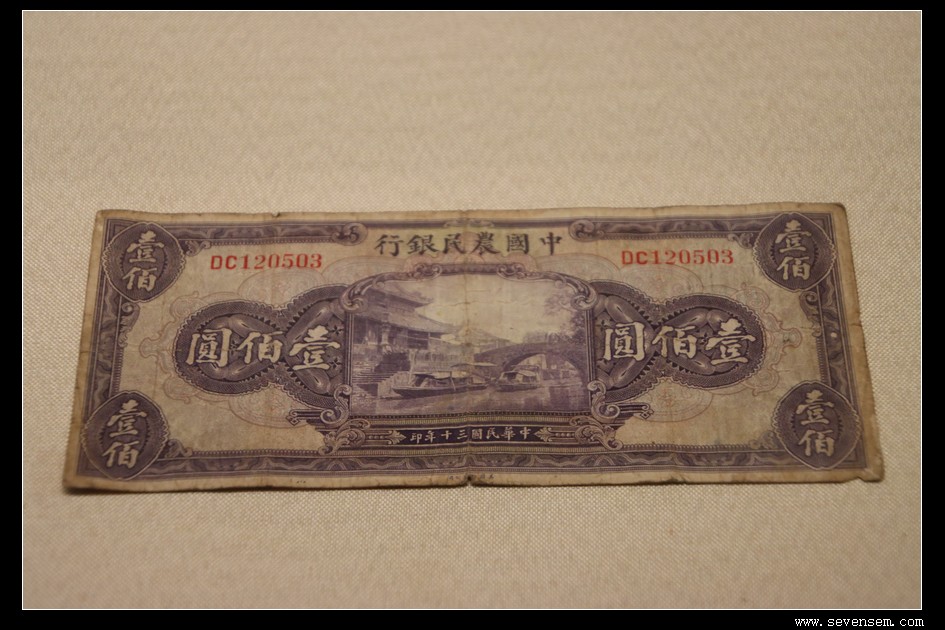 中國農民銀行
DC120503
DC120503
壹佰
壹佰
壹佰圓
壹佰圓
中華民國三十年印
壹佰
壹佰
www.sevensem.com